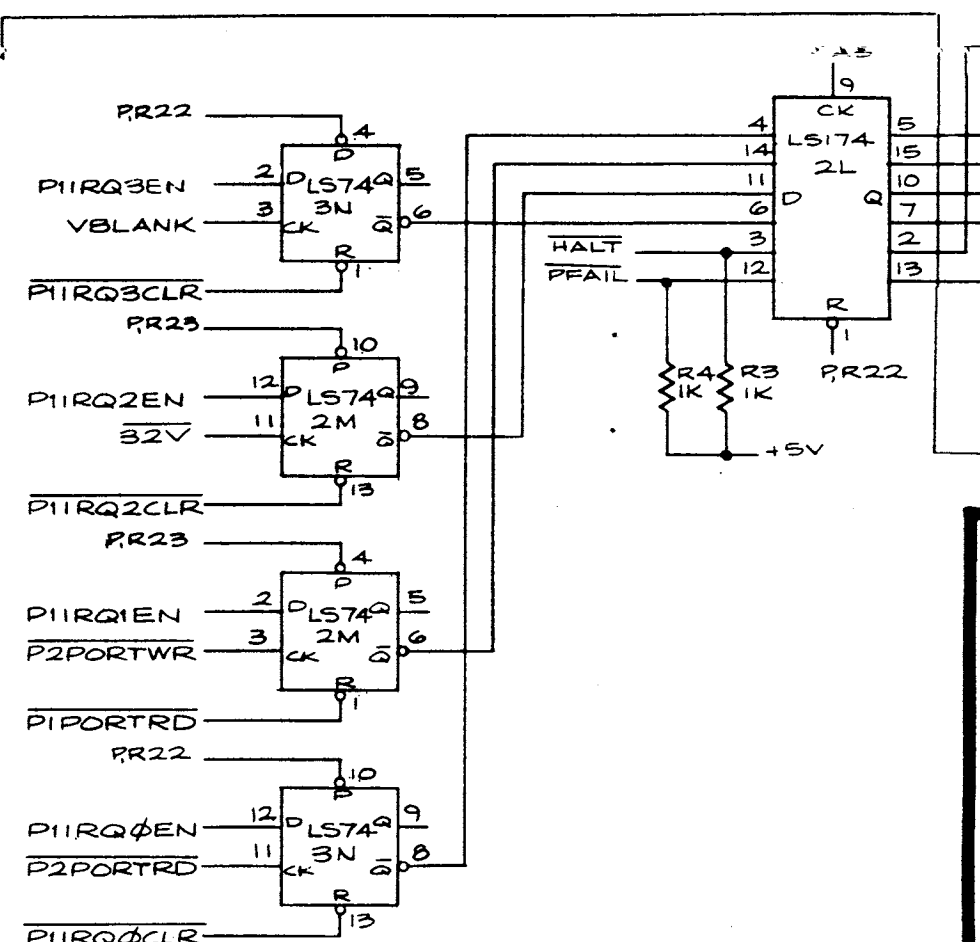 P,R22
4
P
2 D LS74 Q 5
P1IRQ3EN
3N
3
VBLANK
CK Q 6
R
1
P1IRQ3CLR
P,R23
10
P
12 D LS74 Q 9
P1IRQ2EN
2M
11
32V
CK Q 8
R
13
P1IRQ2CLR
P,R23
4
P
2 D LS74 Q 5
P1IRQ1EN
2M
3
P2PORTWR
CK Q 6
R
1
P1PORTRD
P,R22
10
P
12 D LS74 Q 9
P1IRQØEN
3N
11
P2PORTRD
CK Q 8
R
13
P1IRQØCLR
9
CK
4 LS174 5
14 2L 15
11 D Q 10
6 7
HALT 3 2
PFAIL 12 13
R
1
P,R22
R4 1K
R3 1K
+5V